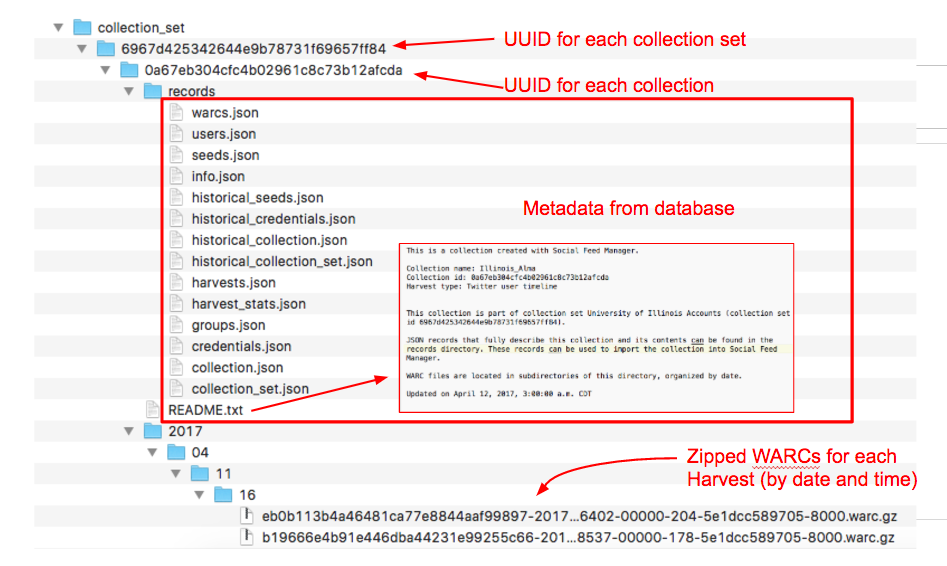 collection_set
6967d425342644e9b78731f69657ff84
UUID for each collection set
0a67eb304cfc4b02961c8c73b12afcda
UUID for each collection
records
warcs.json
users.json
seeds.json
info.json
historical_seeds.json
historical_credentials.json
historical_collection.json
historical_collection_set.json
harvests.json
harvest_stats.json
groups.json
credentials.json
collection.json
collection_set.json
README.txt
Metadata from database
This is a collection created with Social Feed Manager.
Collection name: Illinois_Alma
Collection id: 0a67eb304cfc4b02961c8c73b12afcda
Harvest type: Twitter user timeline
This collection is part of collection set University of Illinois Accounts (collection set
id 6967d425342644e9b78731f69657ff84).
JSON records that fully describe this collection and its contents can be found in the
records directory. These records can be used to import the collection into Social Feed
Manager.
WARC files are located in subdirectories of this directory, organized by date.
Updated on April 12, 2017, 3:00:00 a.m. CDT
2017
04
11
16
Zipped WARCs for each
Harvest (by date and time)
eb0b113b4a46481ca77e8844aaf99897-2017...6402-00000-204-5e1dcc589705-8000.warc.gz
b19666e4b91e446dba44231e99255c66-201...8537-00000-178-5e1dcc589705-8000.warc.gz